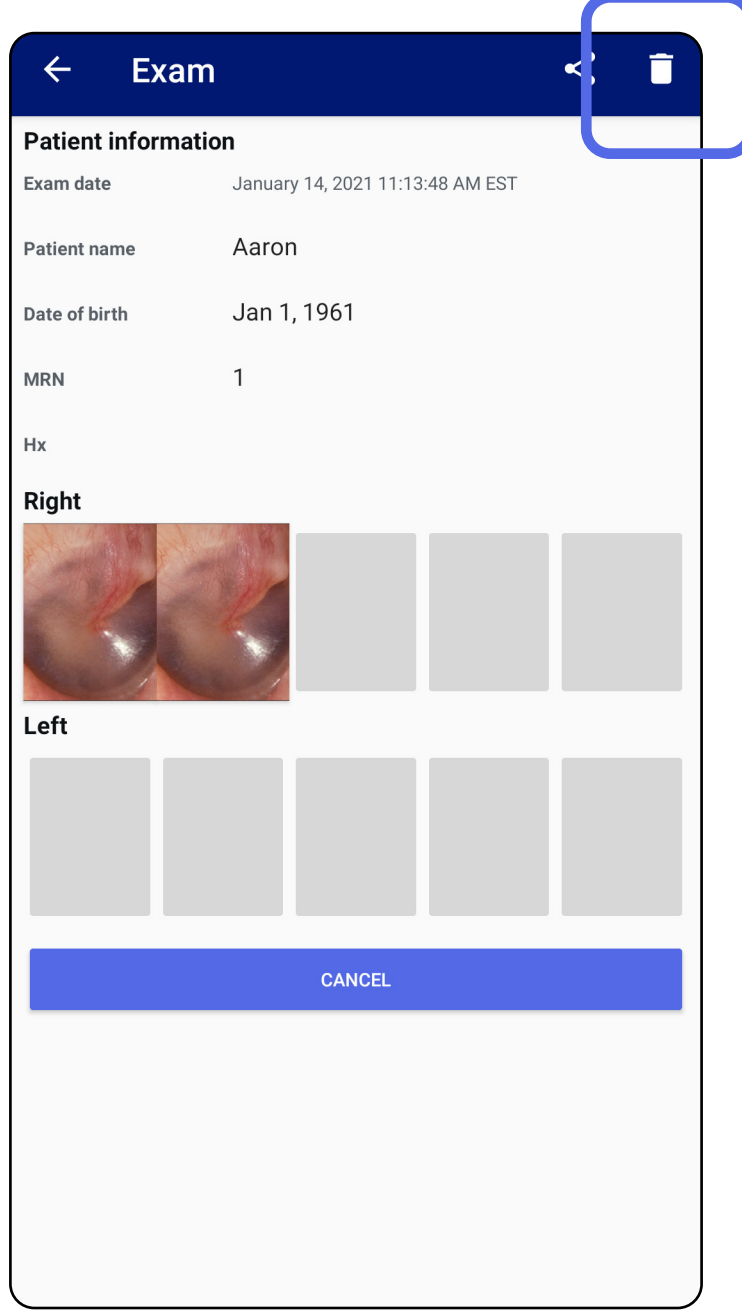 Exam
Patient information
Exam date January 14, 2021 11:13:48 AM EST
Patient name Aaron
Date of birth Jan 1, 1961
MRN 1
Hx
Right
Left
CANCEL